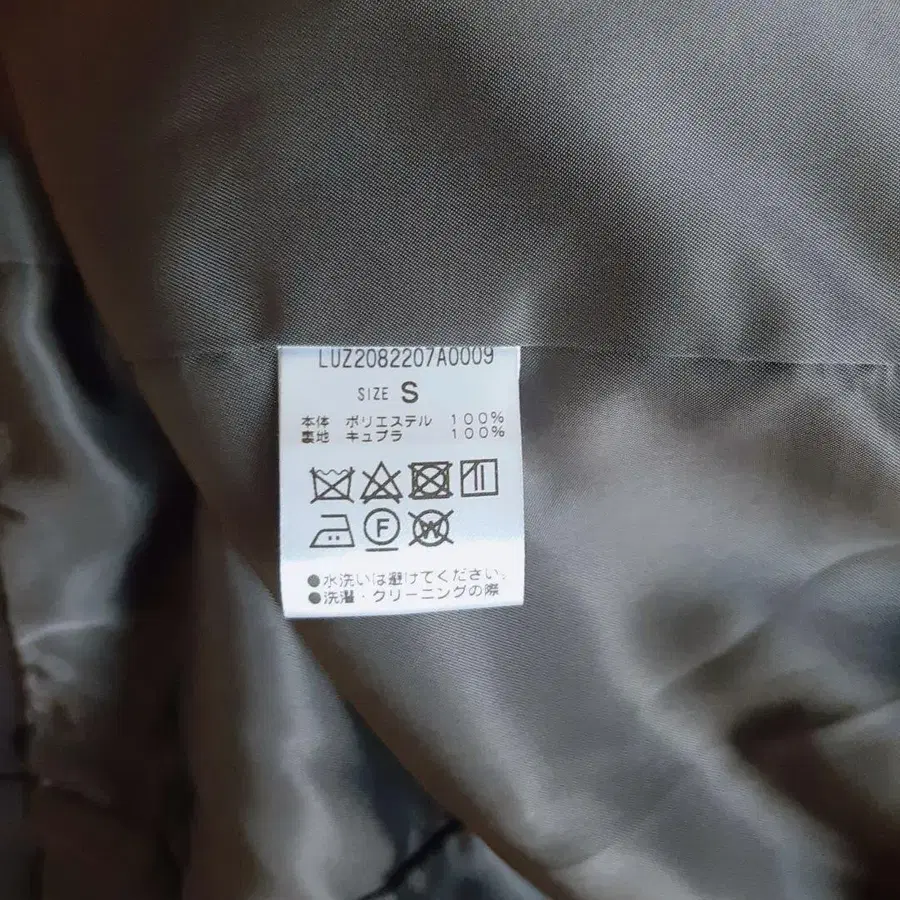 LUZ2082207A0009
SIZE S
本体 ポリエステル 100%
裏地 キュプラ 100%
F
W
●水洗いは避けてください。
●洗濯・クリーニングの際